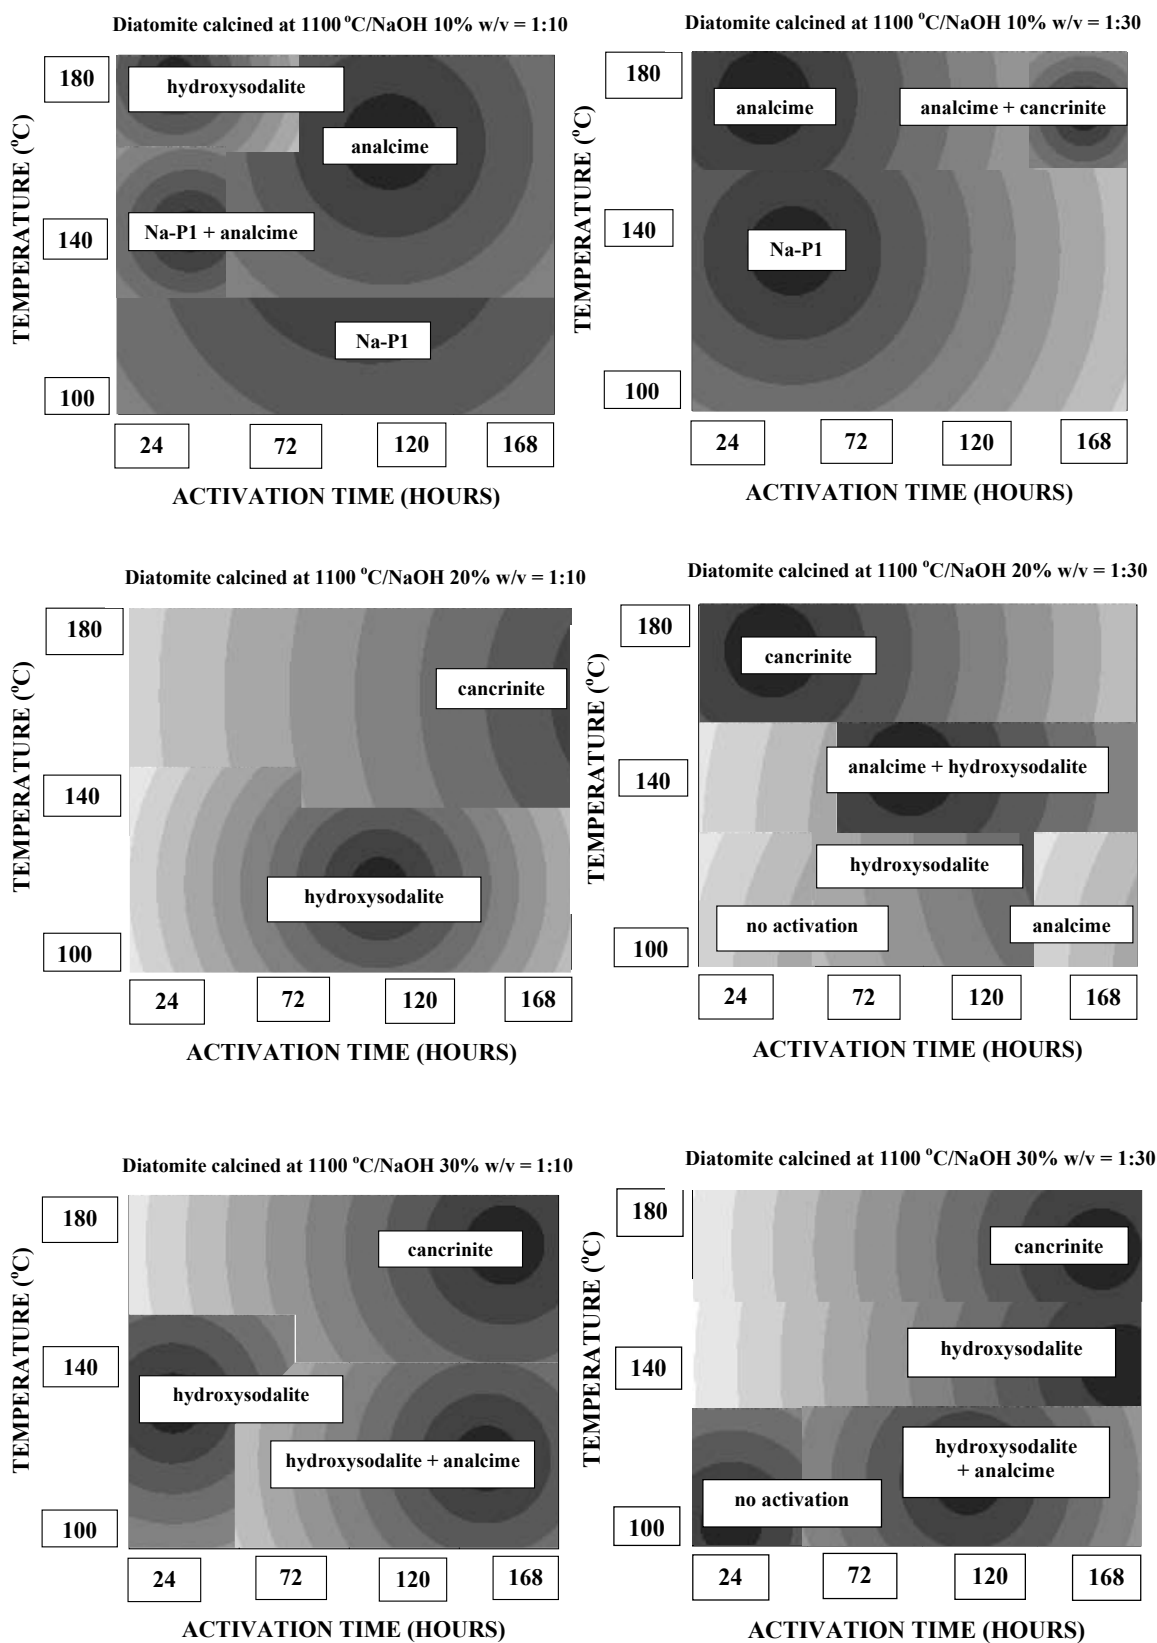 Diatomite calcined at 1100 °C/NaOH 10% w/v = 1:10
TEMPERATURE (°C)
180
140
100
hydroxysodalite
analcime
Na-P1 + analcime
Na-P1
24 72 120 168
ACTIVATION TIME (HOURS)
Diatomite calcined at 1100 °C/NaOH 10% w/v = 1:30
TEMPERATURE (°C)
180
140
100
analcime
analcime + cancrinite
Na-P1
24 72 120 168
ACTIVATION TIME (HOURS)
Diatomite calcined at 1100 °C/NaOH 20% w/v = 1:10
TEMPERATURE (°C)
180
140
100
cancrinite
hydroxysodalite
24 72 120 168
ACTIVATION TIME (HOURS)
Diatomite calcined at 1100 °C/NaOH 20% w/v = 1:30
TEMPERATURE (°C)
180
140
100
cancrinite
analcime + hydroxysodalite
hydroxysodalite
no activation
analcime
24 72 120 168
ACTIVATION TIME (HOURS)
Diatomite calcined at 1100 °C/NaOH 30% w/v = 1:10
TEMPERATURE (°C)
180
140
100
cancrinite
hydroxysodalite
hydroxysodalite + analcime
24 72 120 168
ACTIVATION TIME (HOURS)
Diatomite calcined at 1100 °C/NaOH 30% w/v = 1:30
TEMPERATURE (°C)
180
140
100
cancrinite
hydroxysodalite
hydroxysodalite
+ analcime
no activation
24 72 120 168
ACTIVATION TIME (HOURS)